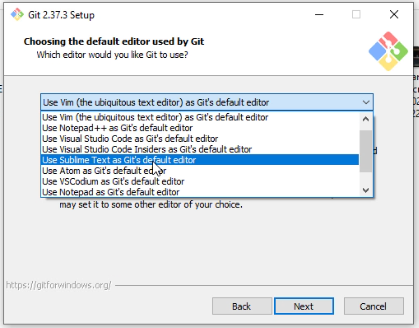 Git 2.37.3 Setup
Choosing the default editor used by Git
Which editor would you like Git to use?
Use Vim (the ubiquitous text editor) as Git's default editor
Use Vim (the ubiquitous text editor) as Git's default editor
Use Notepad++ as Git's default editor
Use Visual Studio Code as Git's default editor
Use Visual Studio Code Insiders as Git's default editor
Use Sublime Text as Git's default editor
Use Atom as Git's default editor
Use VSCodium as Git's default editor
Use Notepad as Git's default editor
may set it to some other editor of your choice.
https://gitforwindows.org/
Back
Next
Cancel